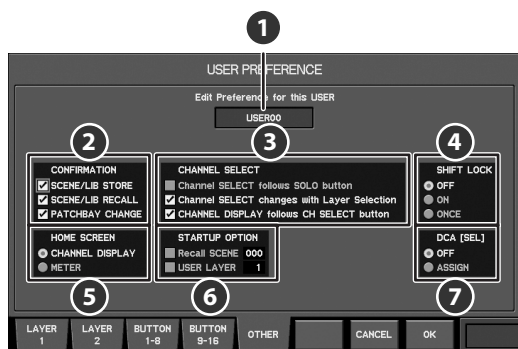 1
USER PREFERENCE
Edit Preference for this USER
USER00
2
3
4
CONFIRMATION
SCENE/LIB STORE
SCENE/LIB RECALL
PATCHBAY CHANGE
CHANNEL SELECT
Channel SELECT follows SOLO button
Channel SELECT changes with Layer Selection
CHANNEL DISPLAY follows CH SELECT button
SHIFT LOCK
OFF
ON
ONCE
HOME SCREEN
CHANNEL DISPLAY
METER
STARTUP OPTION
Recall SCENE 000
USER LAYER 1
DCA [SEL]
OFF
ASSIGN
5
6
7
LAYER 1
LAYER 2
BUTTON 1-8
BUTTON 9-16
OTHER
CANCEL
OK